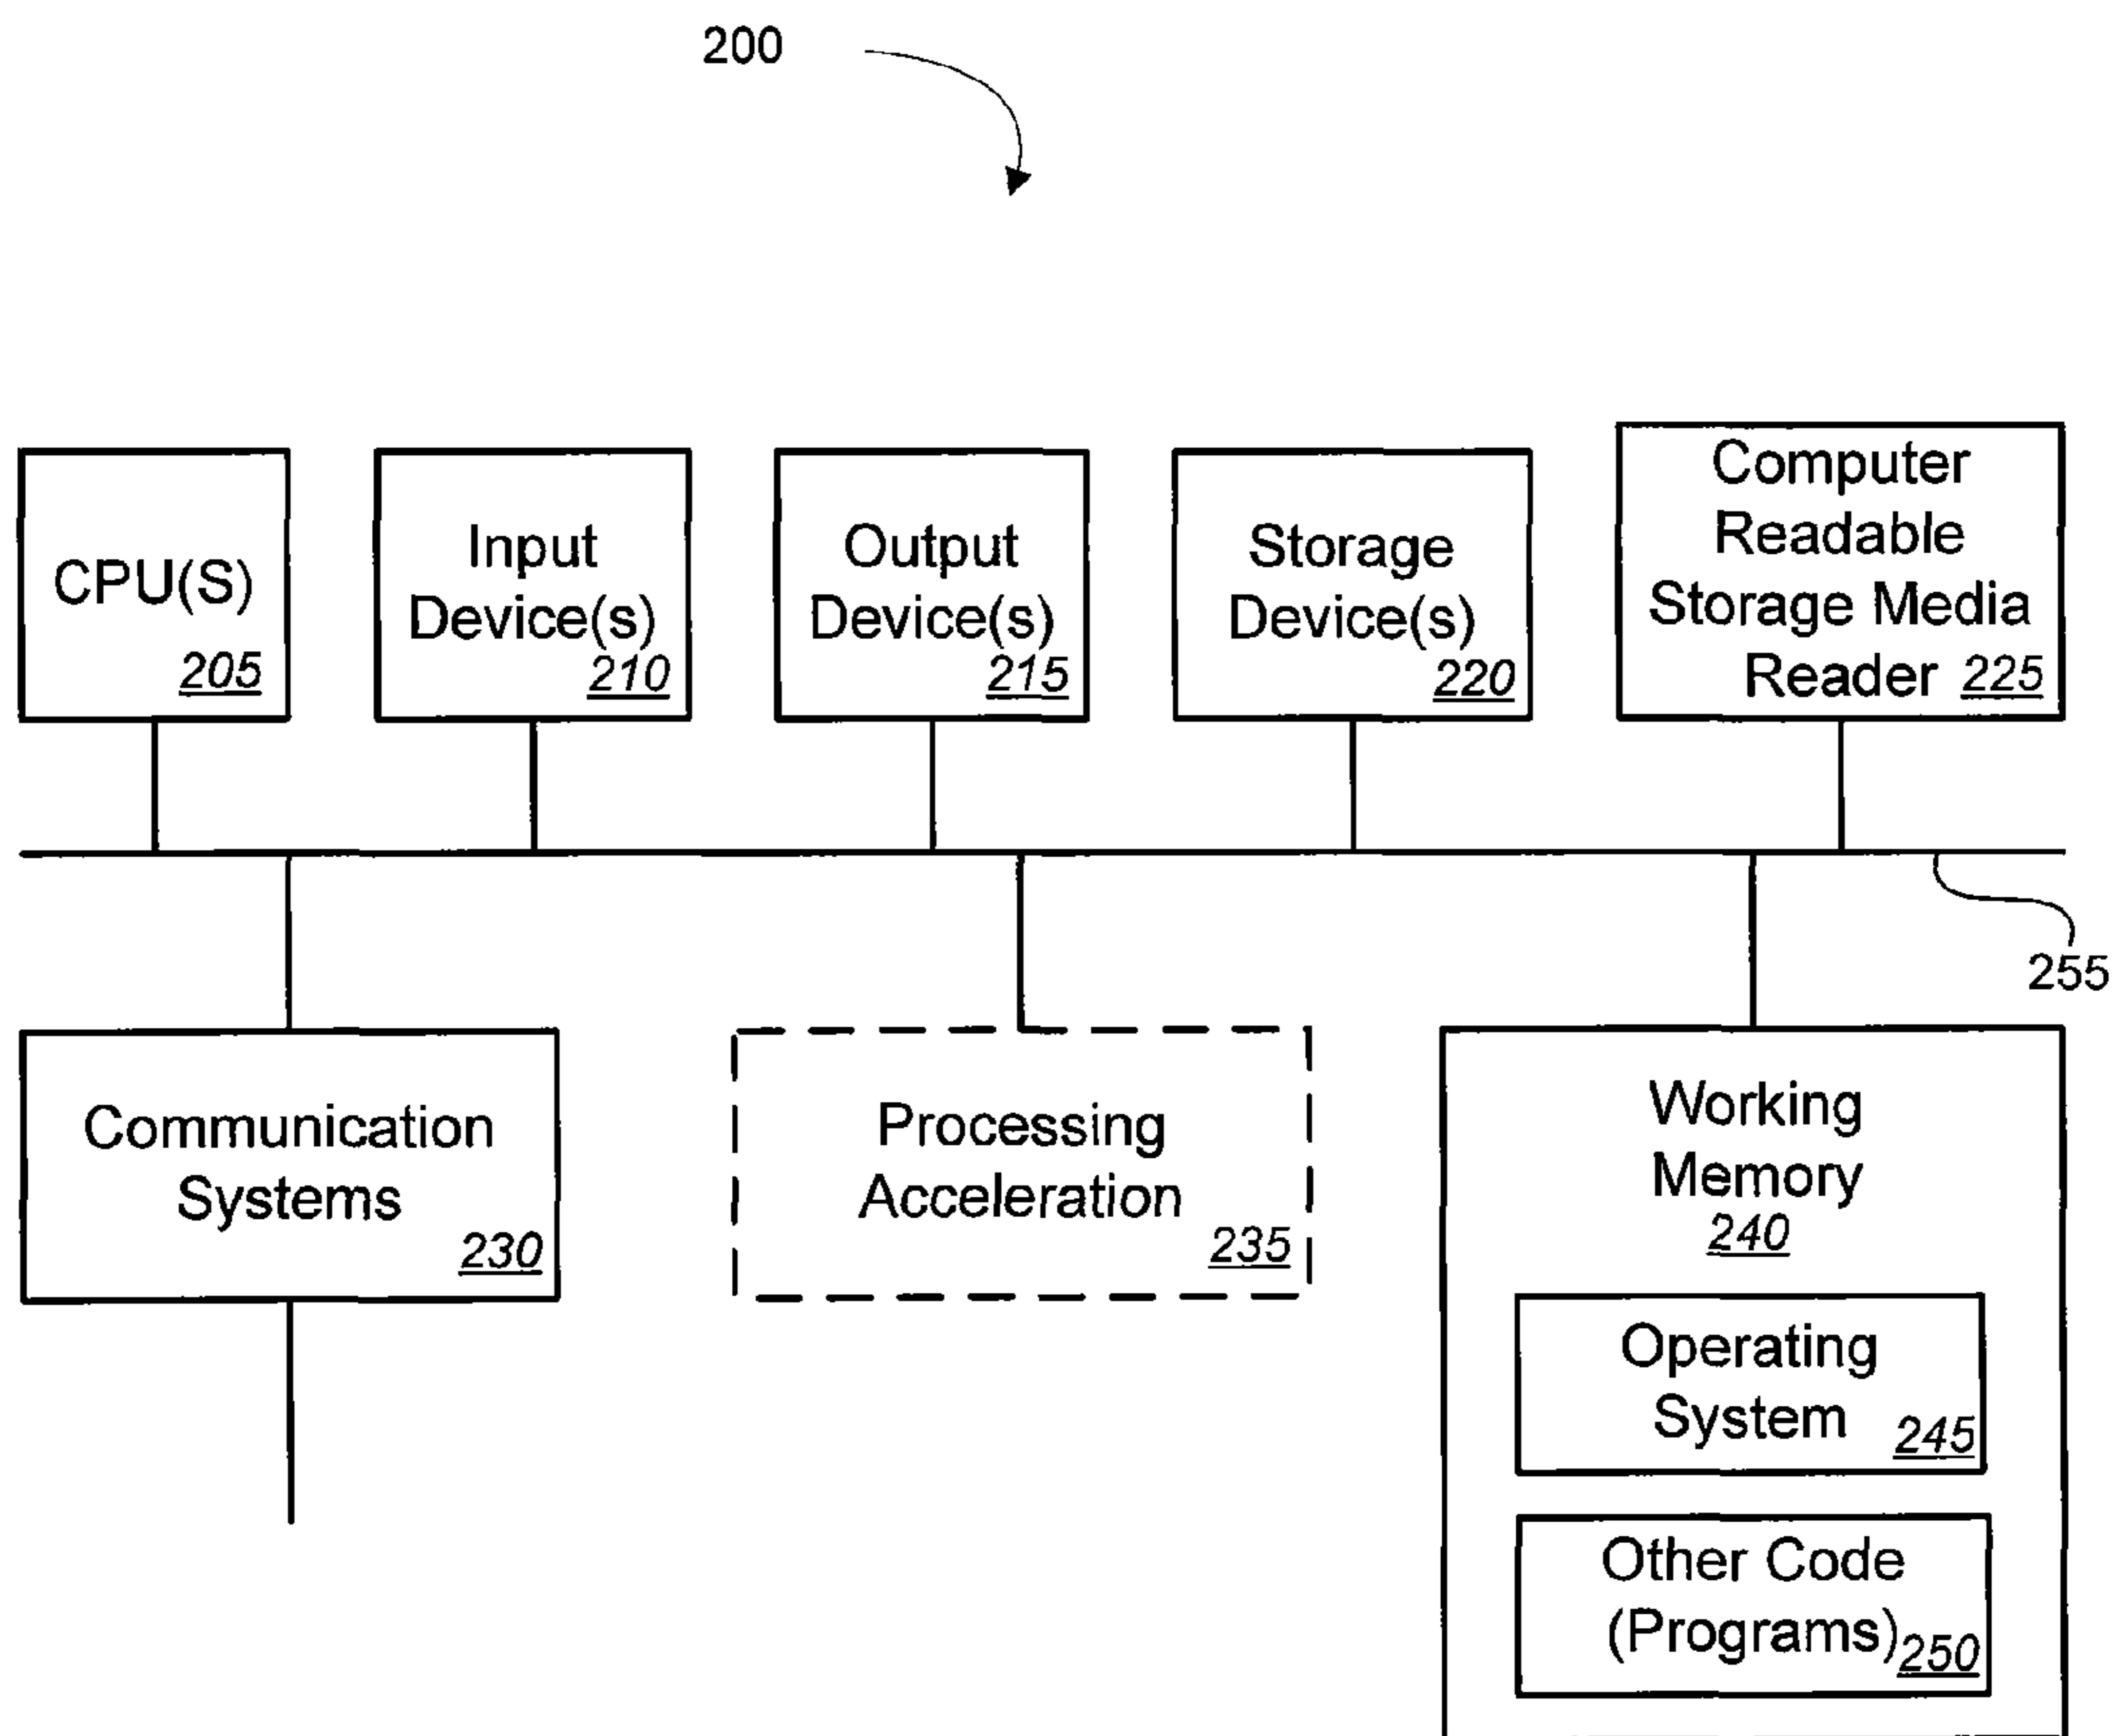 200
CPU(S)
205
Input
Device(s)
210
Output
Device(s)
215
Storage
Device(s)
220
Computer
Readable
Storage Media
Reader 225
255
Communication
Systems
230
Processing
Acceleration
235
Working
Memory
240
Operating
System
245
Other Code
(Programs)
250